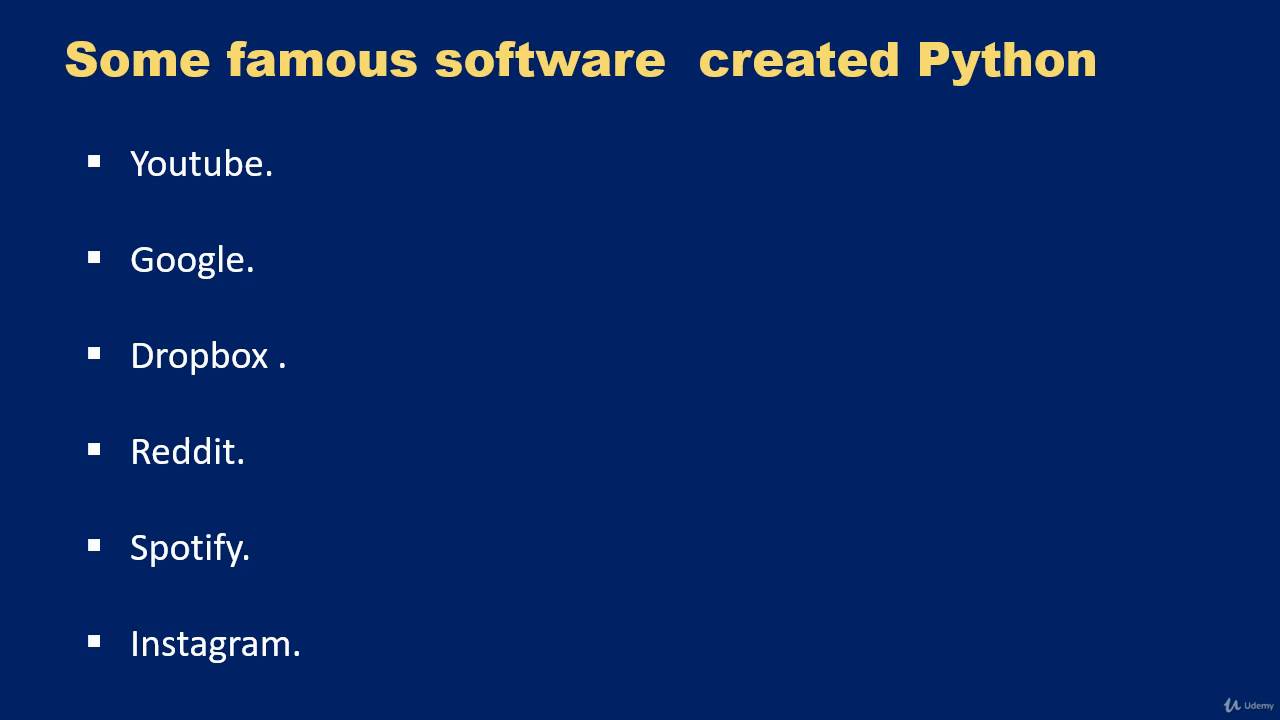 Some famous software  created Python
▪ Youtube.
▪ Google.
▪ Dropbox .
▪ Reddit.
▪ Spotify.
▪ Instagram.
Udemy